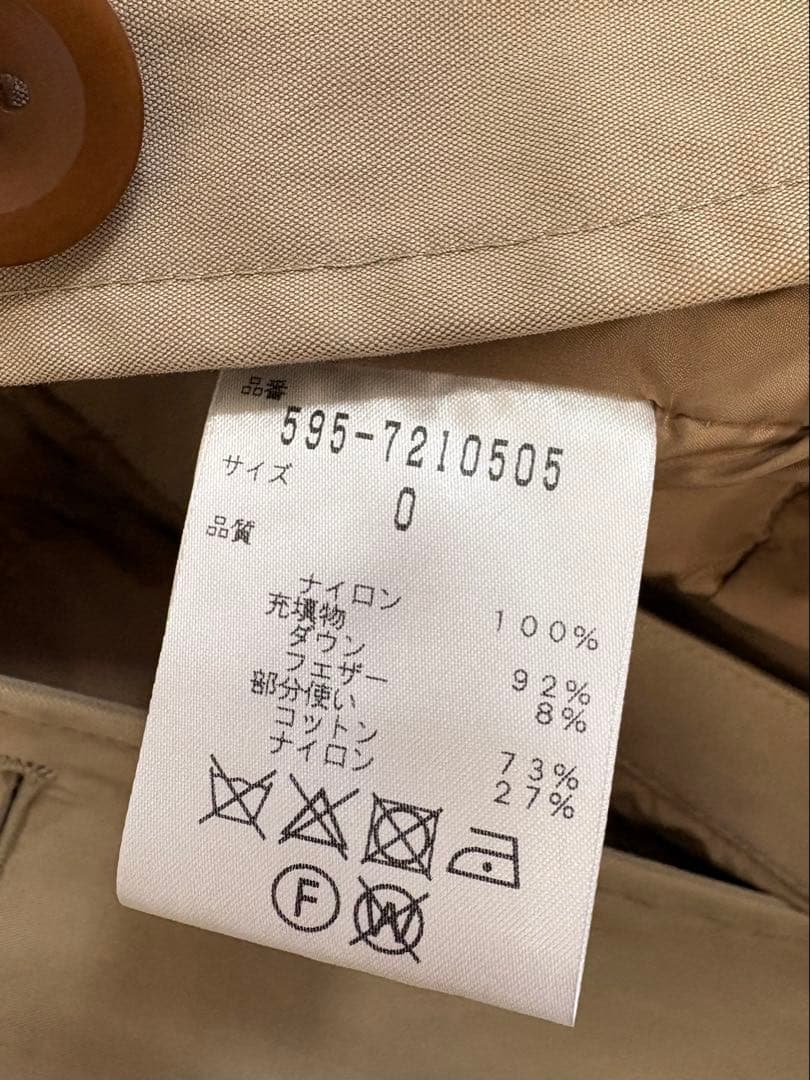 品番
595-7210505
サイズ
0
品質
ナイロン 100%
充填物
ダウン 92%
フェザー 8%
部分使い
コットン 73%
ナイロン 27%
F
W